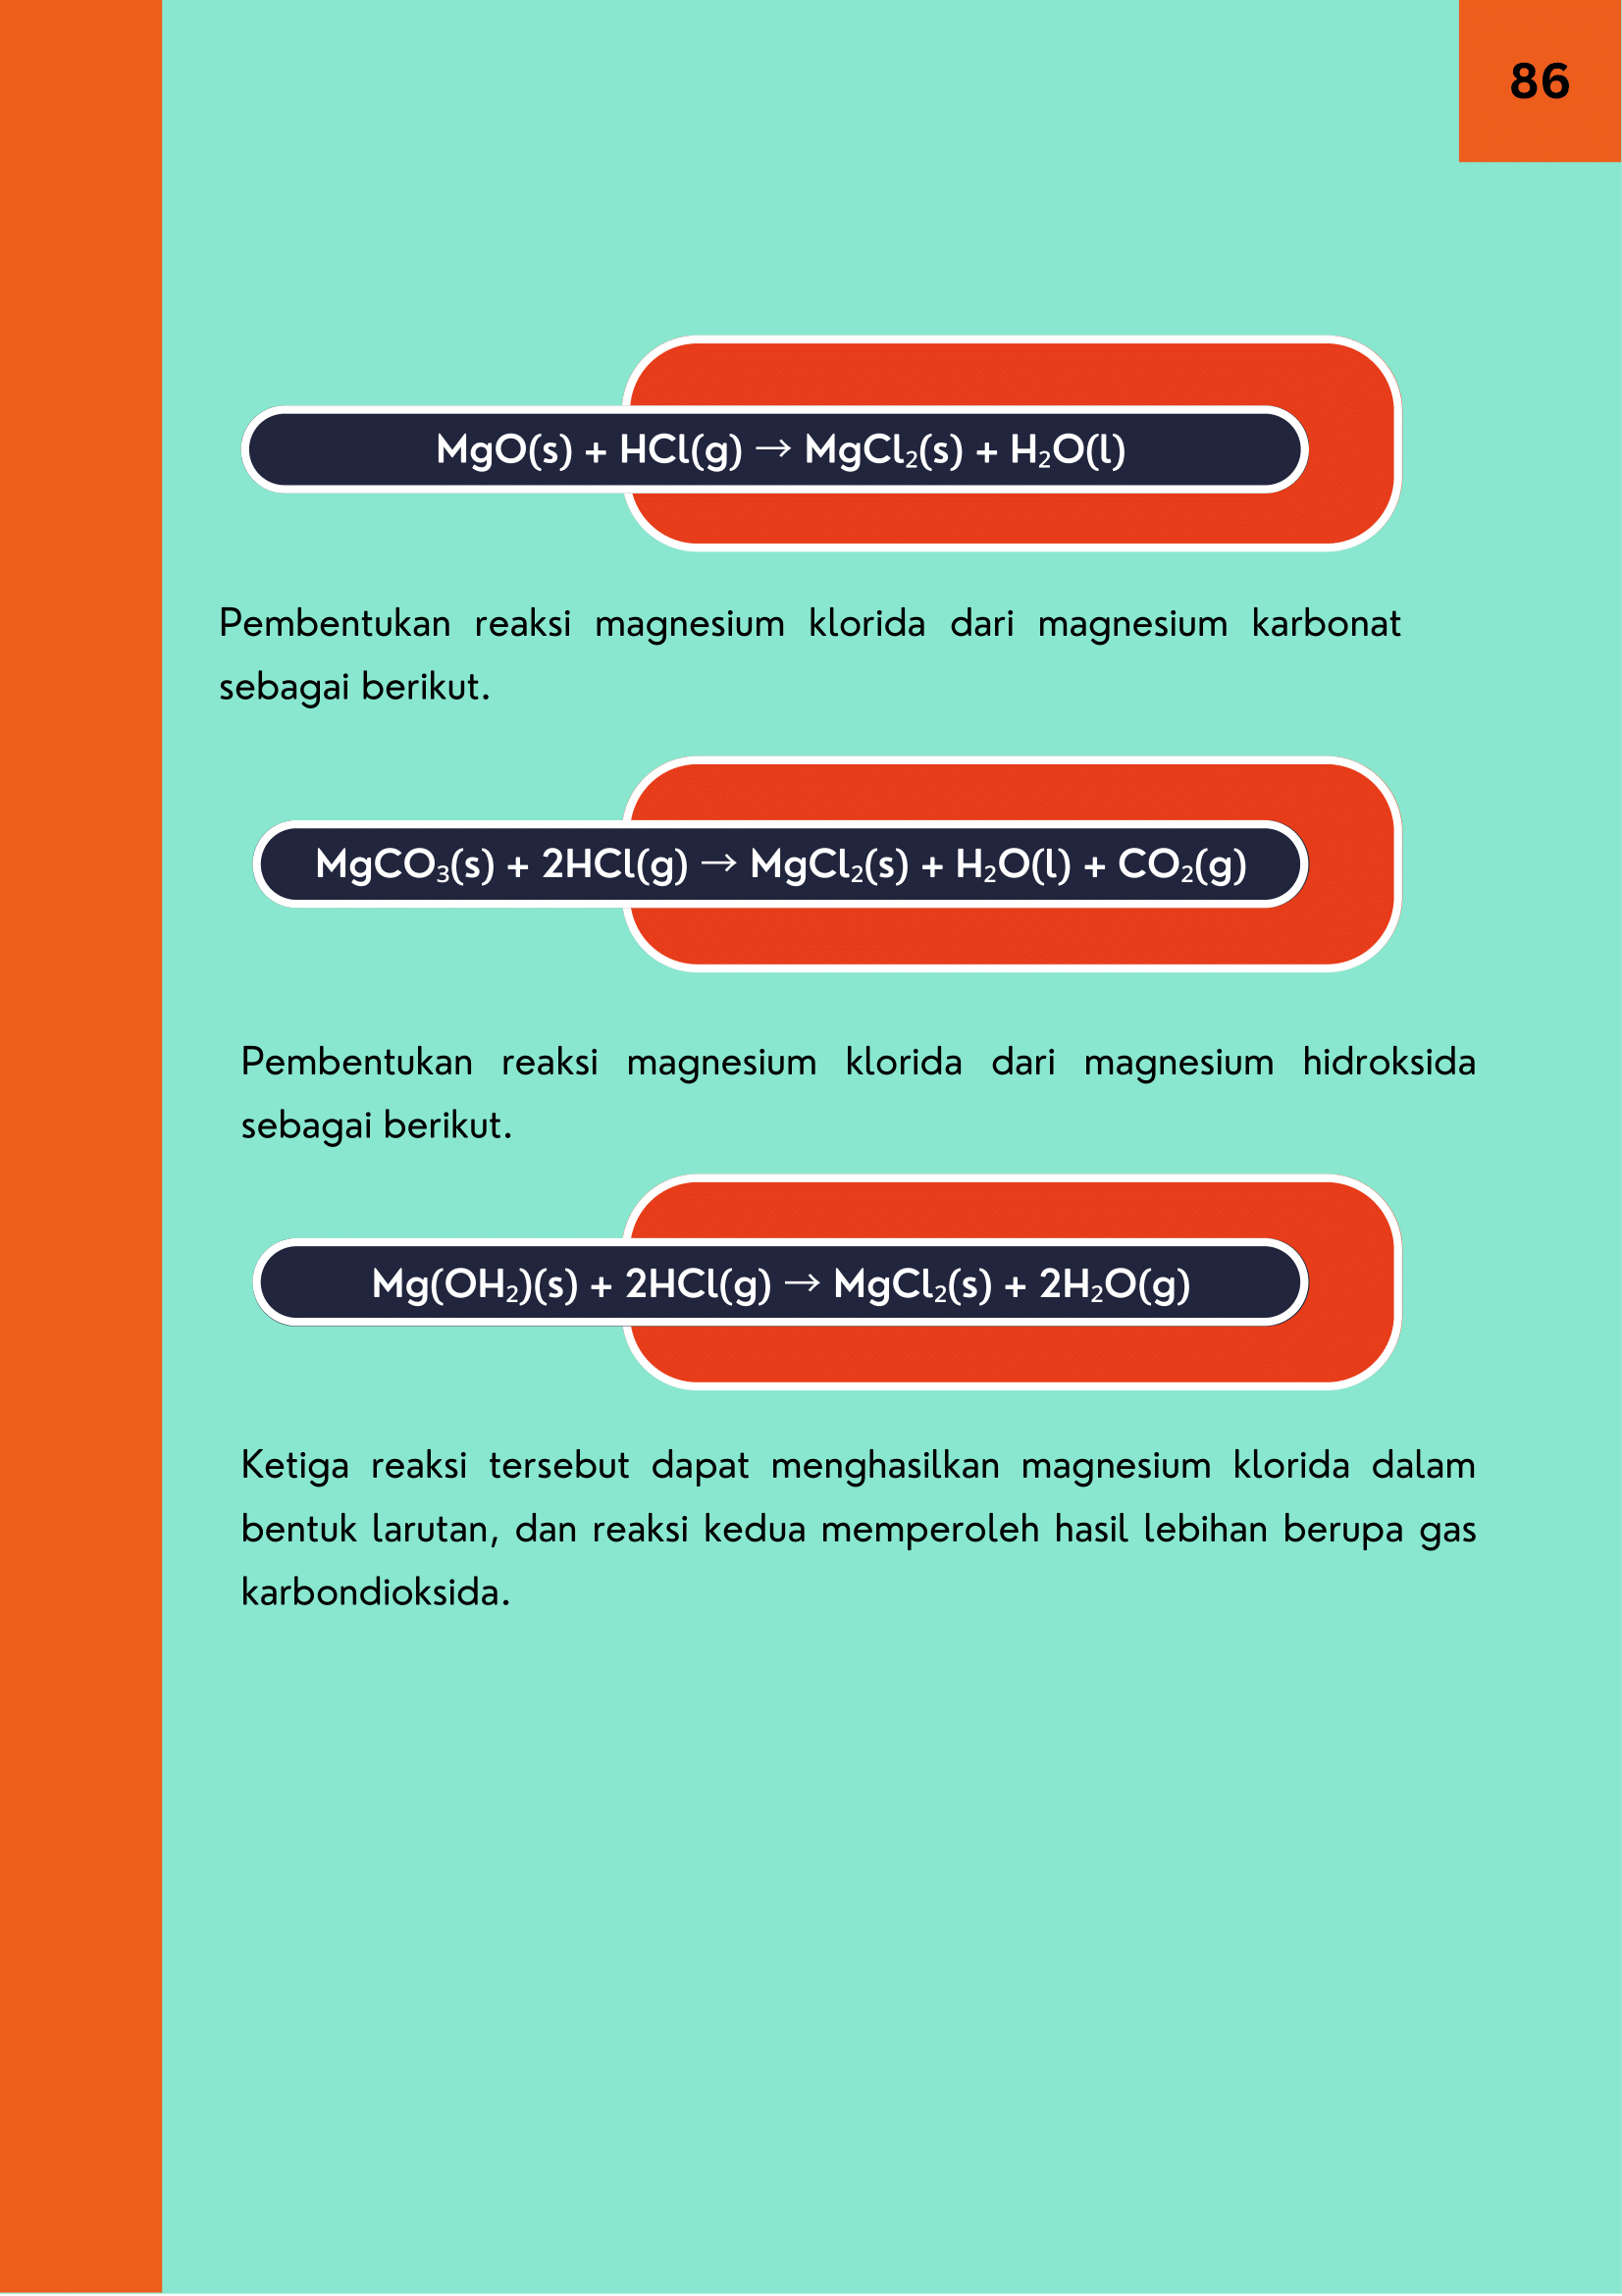 86
MgO(s) + HCl(g) → MgCl₂(s) + H₂O(l)
Pembentukan reaksi magnesium klorida dari magnesium karbonat
sebagai berikut.
MgCO₃(s) + 2HCl(g) → MgCl₂(s) + H₂O(l) + CO₂(g)
Pembentukan reaksi magnesium klorida dari magnesium hidroksida
sebagai berikut.
Mg(OH₂)(s) + 2HCl(g) → MgCl₂(s) + 2H₂O(g)
Ketiga reaksi tersebut dapat menghasilkan magnesium klorida dalam
bentuk larutan, dan reaksi kedua memperoleh hasil lebihan berupa gas
karbondioksida.